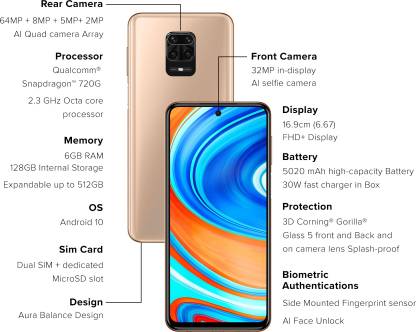 Rear Camera
64MP + 8MP + 5MP+ 2MP
AI Quad camera Array
Processor
Qualcomm®
Snapdragon™ 720G
2.3 GHz Octa core
processor
Memory
6GB RAM
128GB Internal Storage
Expandable up to 512GB
OS
Android 10
Sim Card
Dual SIM + dedicated
MicroSD slot
Design
Aura Balance Design
Front Camera
32MP in-display
AI selfie camera
Display
16.9cm (6.67)
FHD+ Display
Battery
5020 mAh high-capacity Battery
30W fast charger in Box
Protection
3D Corning® Gorilla®
Glass 5 front and Back and
on camera lens Splash-proof
Biometric
Authentications
Side Mounted Fingerprint sensor
AI Face Unlock